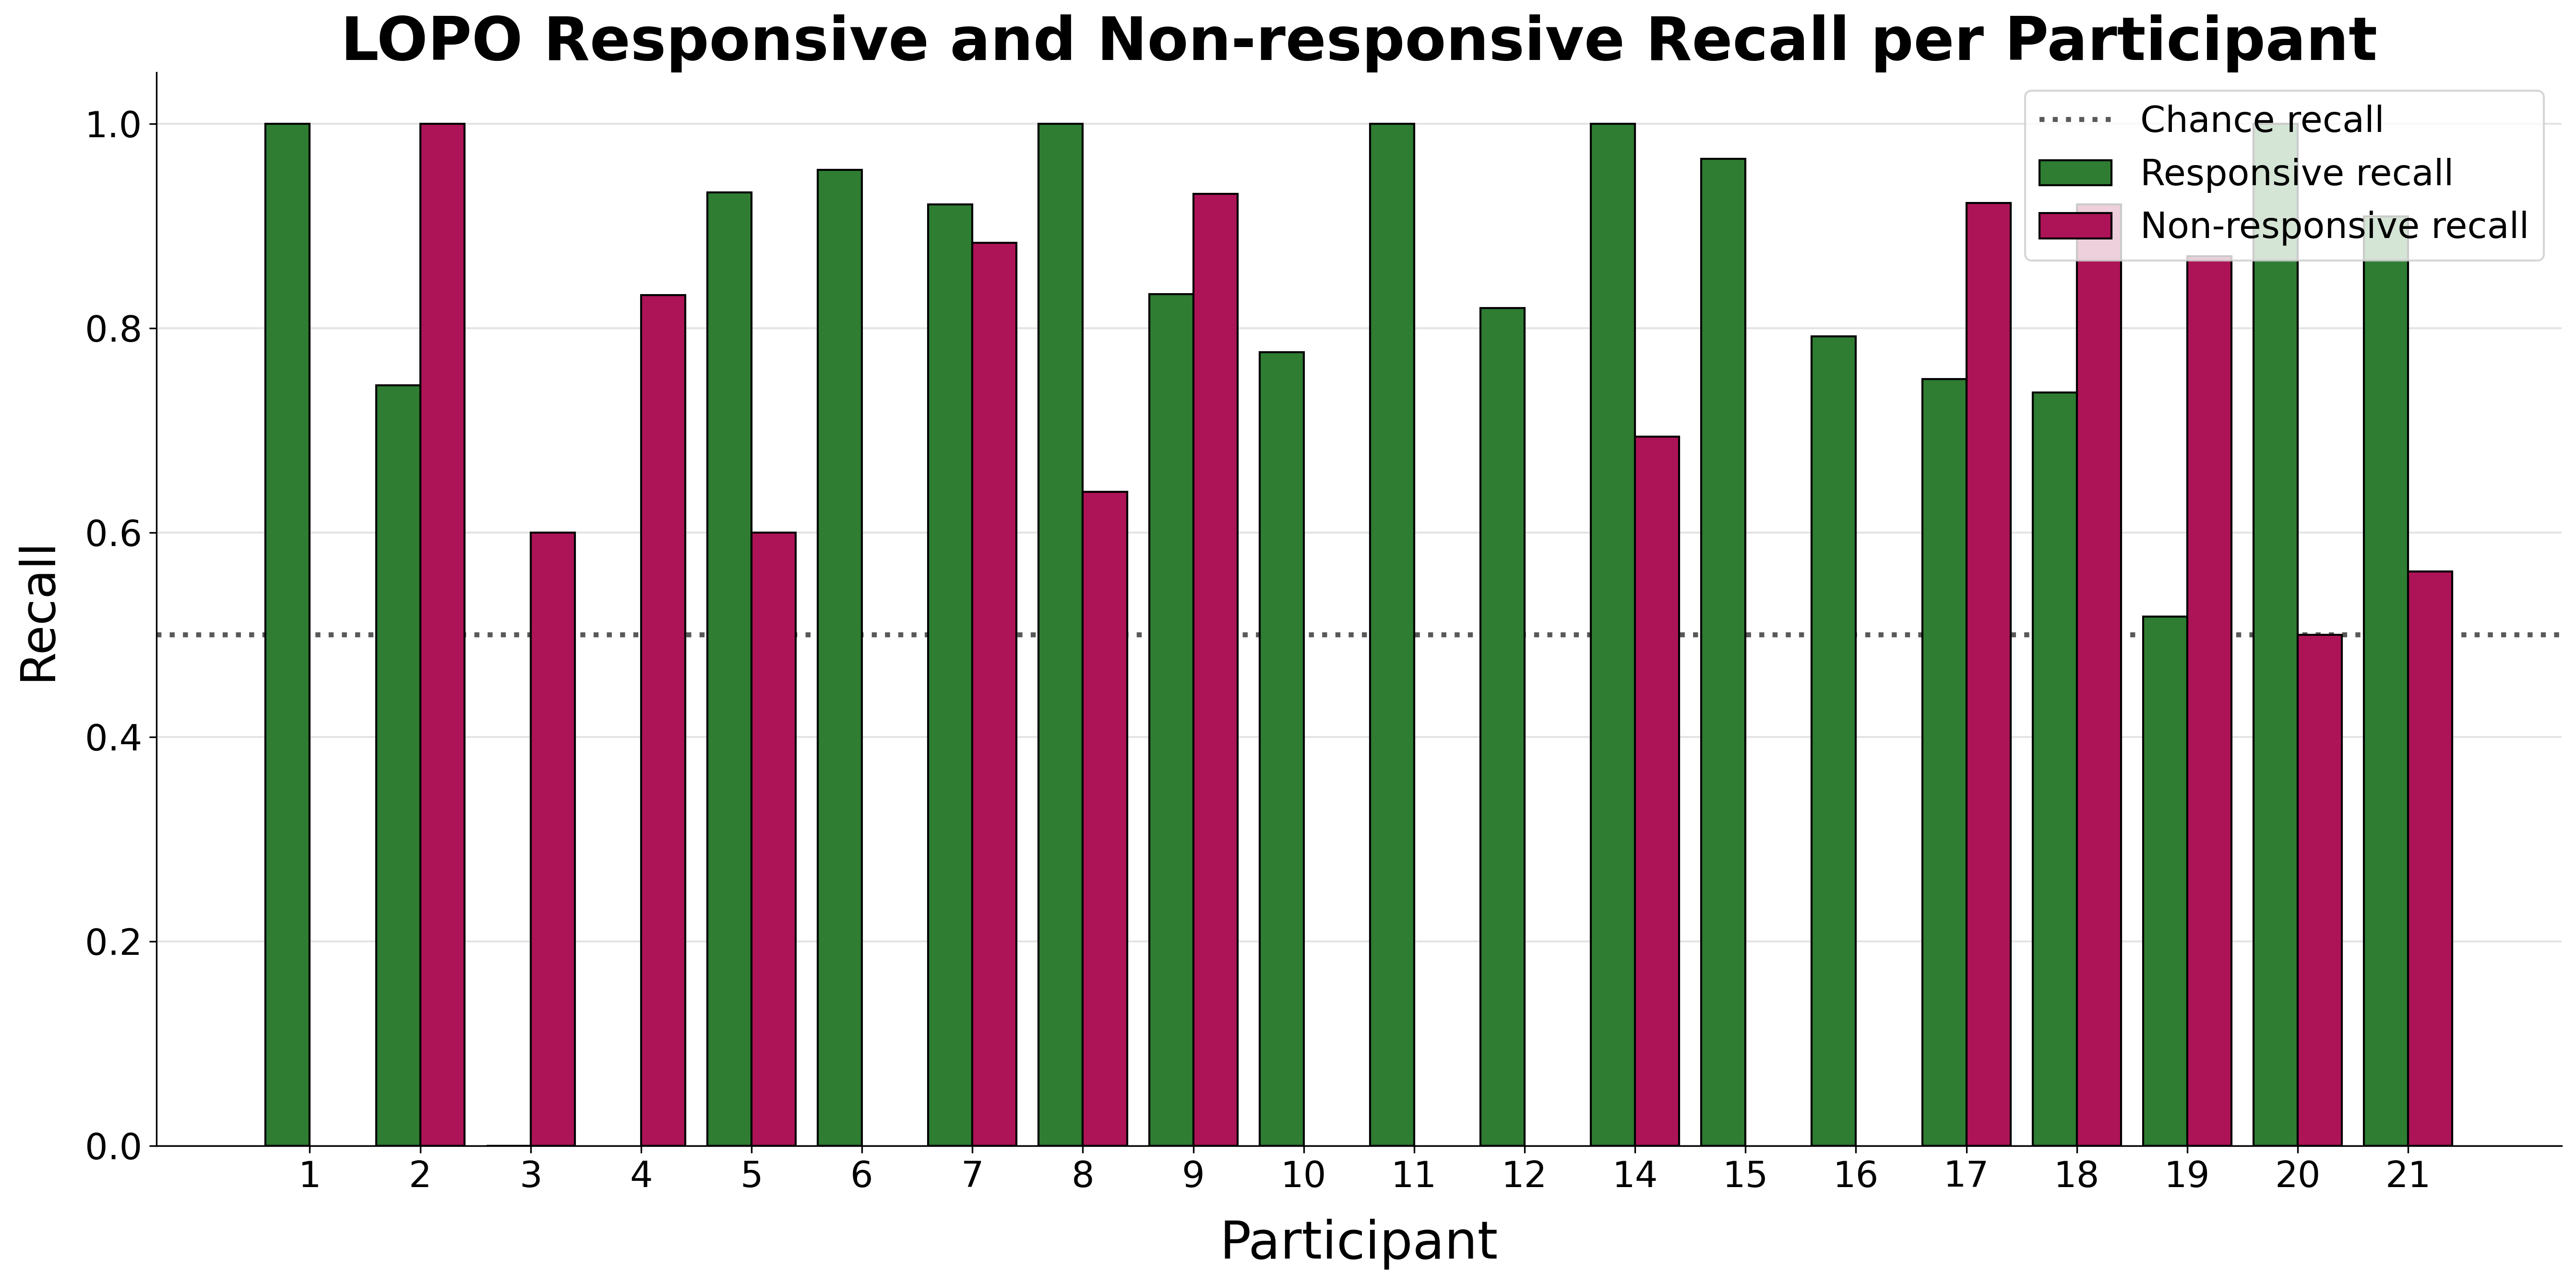 LOPO Responsive and Non-responsive Recall per Participant
Chance recall
Responsive recall
Non-responsive recall
1.0
0.8
0.6
0.4
0.2
0.0
Recall
1 2 3 4 5 6 7 8 9 10 11 12 14 15 16 17 18 19 20 21
Participant